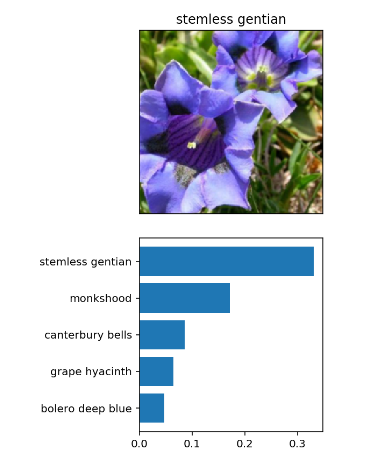 stemless gentian
stemless gentian
monkshood
canterbury bells
grape hyacinth
bolero deep blue
0.0 0.1 0.2 0.3